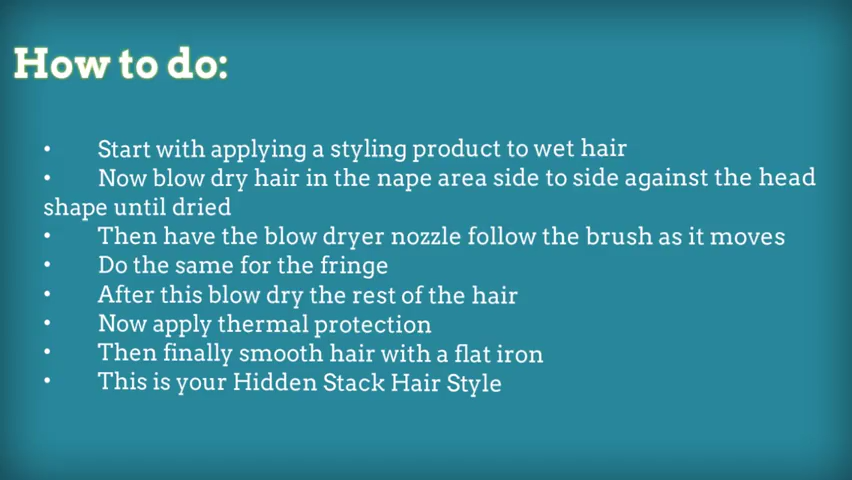 How to do:
• Start with applying a styling product to wet hair
• Now blow dry hair in the nape area side to side against the head
shape until dried
• Then have the blow dryer nozzle follow the brush as it moves
• Do the same for the fringe
• After this blow dry the rest of the hair
• Now apply thermal protection
• Then finally smooth hair with a flat iron
• This is your Hidden Stack Hair Style